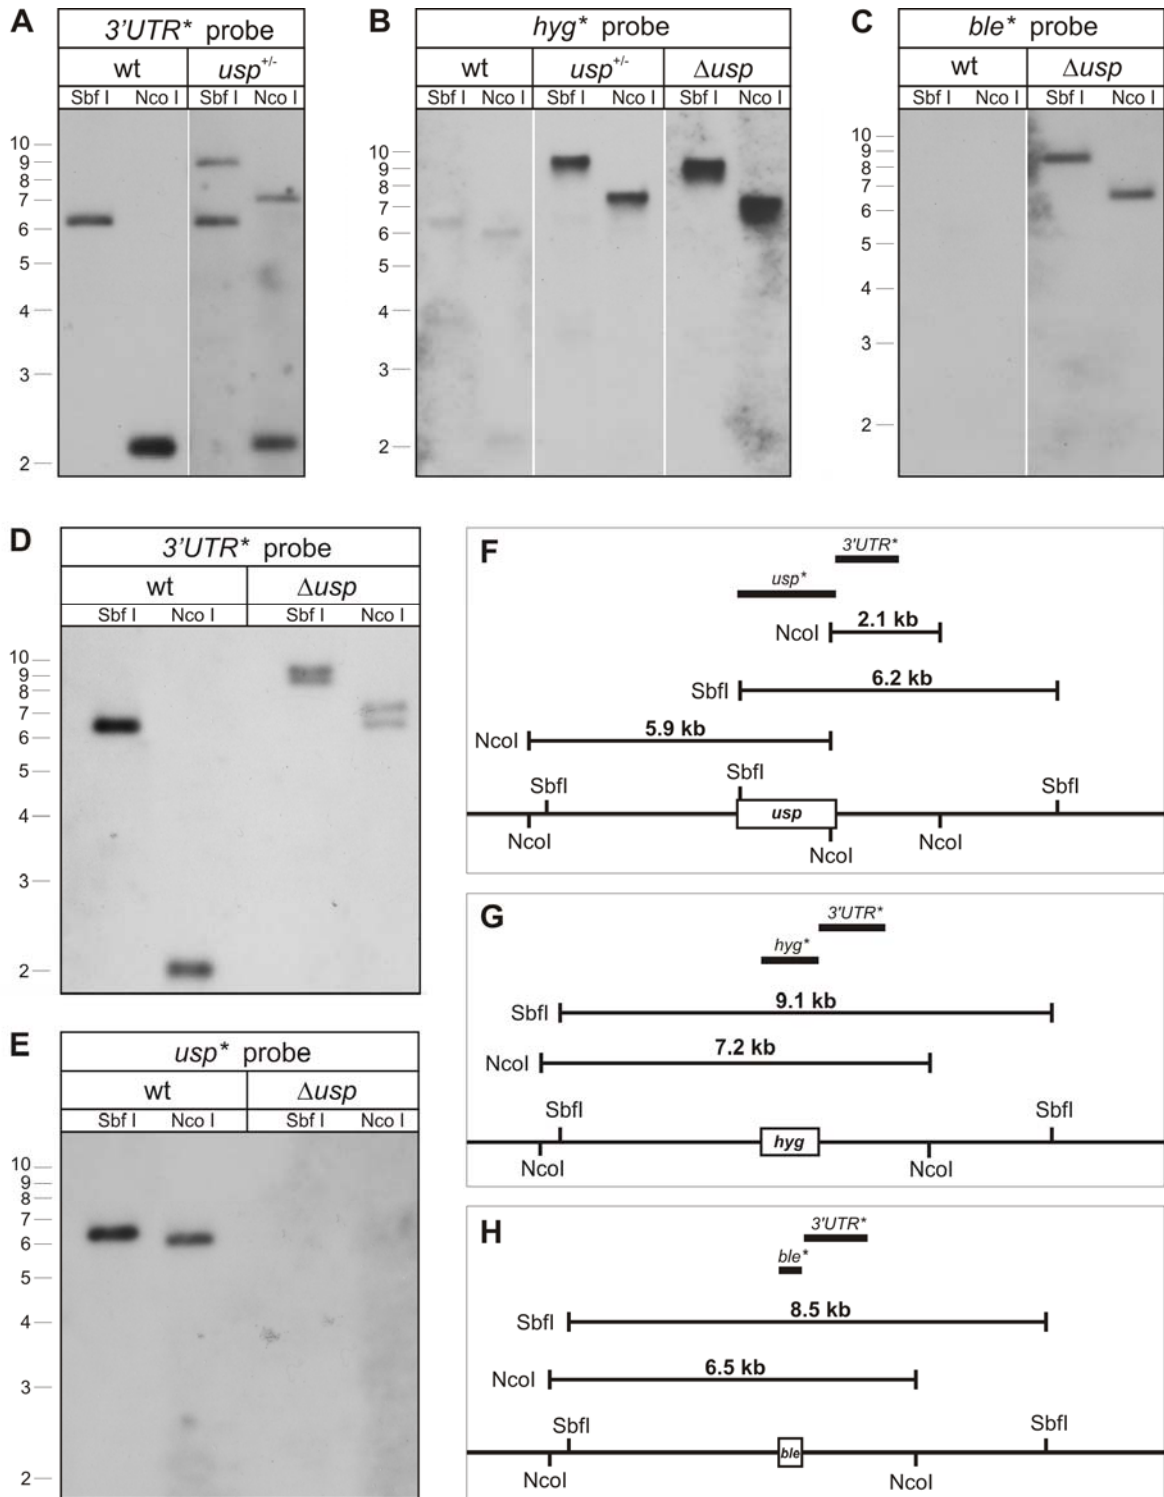 A
3'UTR* probe
wt usp+/-
Sbf I Nco I Sbf I Nco I
10
9
8
7
6
5
4
3
2
B
hyg* probe
wt usp+/- Δusp
Sbf I Nco I Sbf I Nco I Sbf I Nco I
10
9
8
7
6
5
4
3
2
C
ble* probe
wt Δusp
Sbf I Nco I Sbf I Nco I
10
9
8
7
6
5
4
3
2
D
3'UTR* probe
wt Δusp
Sbf I Nco I Sbf I Nco I
10
9
8
7
6
5
4
3
2
E
usp* probe
wt Δusp
Sbf I Nco I Sbf I Nco I
10
9
8
7
6
5
4
3
2
F
3'UTR*
usp*
2.1 kb
NcoI
6.2 kb
SbfI
5.9 kb
NcoI
SbfI SbfI SbfI
usp
NcoI NcoI NcoI
G
3'UTR*
hyg*
9.1 kb
SbfI
7.2 kb
NcoI
SbfI SbfI
hyg
NcoI NcoI
H
3'UTR*
ble*
8.5 kb
SbfI
6.5 kb
NcoI
SbfI SbfI
ble
NcoI NcoI